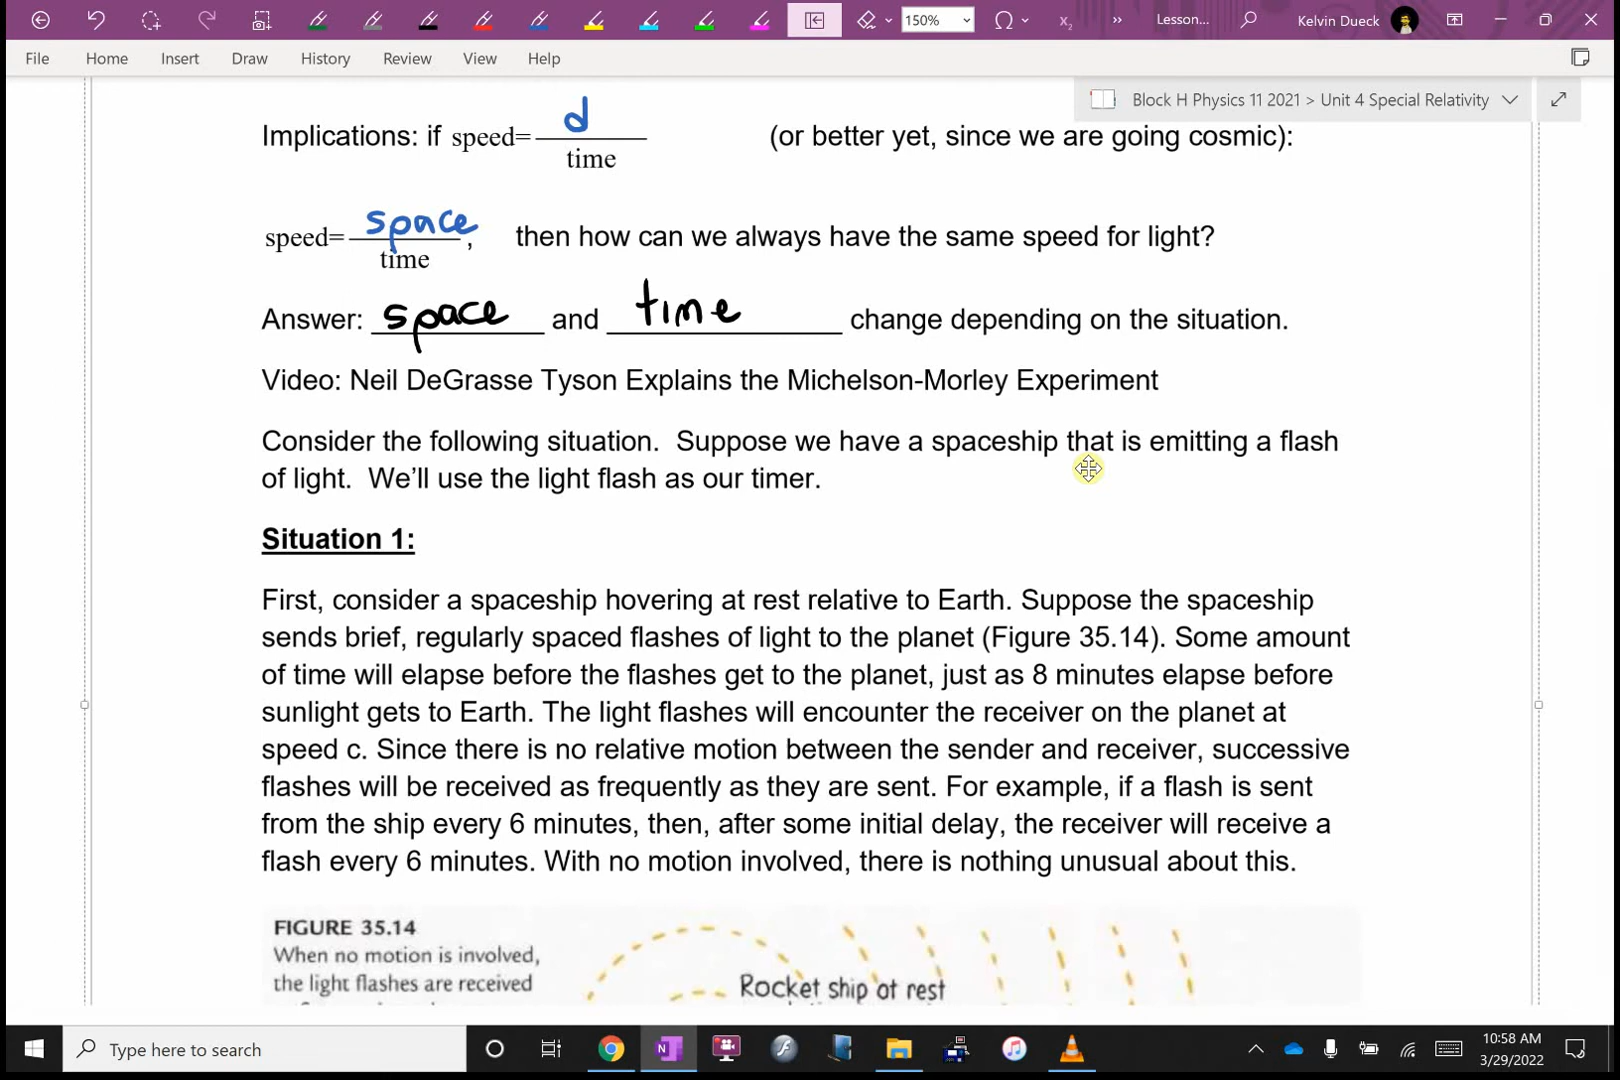 150%
Lesson...
Kelvin Dueck
File Home Insert Draw History Review View Help
Block H Physics 11 2021 > Unit 4 Special Relativity
d
Implications: if speed= (or better yet, since we are going cosmic):
time
space
speed= , then how can we always have the same speed for light?
time
Answer: space and time change depending on the situation.
Video: Neil DeGrasse Tyson Explains the Michelson-Morley Experiment
Consider the following situation. Suppose we have a spaceship that is emitting a flash
of light. We'll use the light flash as our timer.
Situation 1:
First, consider a spaceship hovering at rest relative to Earth. Suppose the spaceship
sends brief, regularly spaced flashes of light to the planet (Figure 35.14). Some amount
of time will elapse before the flashes get to the planet, just as 8 minutes elapse before
sunlight gets to Earth. The light flashes will encounter the receiver on the planet at
speed c. Since there is no relative motion between the sender and receiver, successive
flashes will be received as frequently as they are sent. For example, if a flash is sent
from the ship every 6 minutes, then, after some initial delay, the receiver will receive a
flash every 6 minutes. With no motion involved, there is nothing unusual about this.
FIGURE 35.14
When no motion is involved,
the light flashes are received
Rocket ship at rest
Type here to search
10:58 AM
3/29/2022